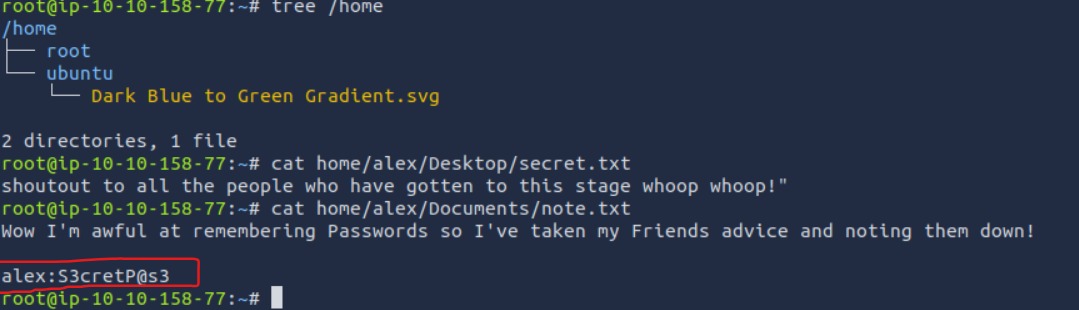 root@ip-10-10-158-77:~# tree /home
/home
├── root
└── ubuntu
    └── Dark Blue to Green Gradient.svg
2 directories, 1 file
root@ip-10-10-158-77:~# cat home/alex/Desktop/secret.txt
shoutout to all the people who have gotten to this stage whoop whoop!"
root@ip-10-10-158-77:~# cat home/alex/Documents/note.txt
Wow I'm awful at remembering Passwords so I've taken my Friends advice and noting them down!
alex:S3cretP@s3
root@ip-10-10-158-77:~#